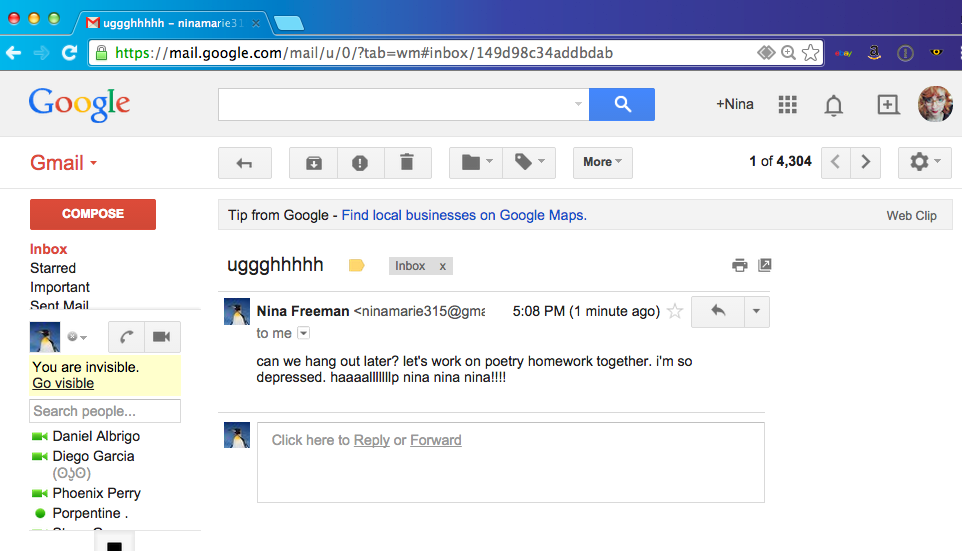 uggghhhhh – ninamarie31
https://mail.google.com/mail/u/0/?tab=wm#inbox/149d98c34addbdab
ebay
Google
+Nina
Gmail
More
1 of 4,304
COMPOSE
Tip from Google - Find local businesses on Google Maps.
Web Clip
Inbox
Starred
Important
Sent Mail
uggghhhhh
Inbox x
Nina Freeman <ninamarie315@gma
5:08 PM (1 minute ago)
to me
can we hang out later? let's work on poetry homework together. i'm so
depressed. haaaalllllllp nina nina nina!!!!
You are invisible.
Go visible
Search people...
Daniel Albrigo
Diego Garcia
(ʘʖ̯ʘ)
Phoenix Perry
Porpentine .
Click here to Reply or Forward